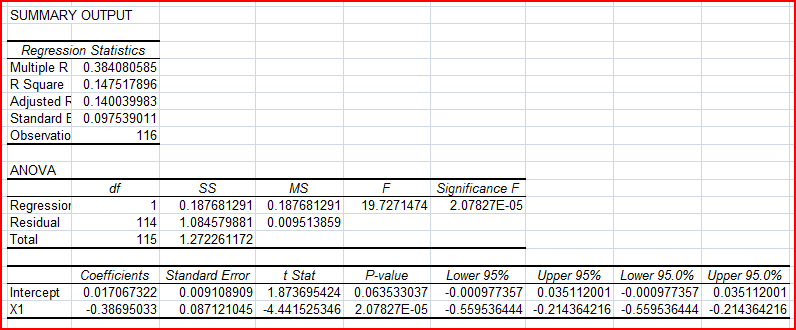 SUMMARY OUTPUT
Regression Statistics
Multiple R 0.384080585
R Square 0.147517896
Adjusted R 0.140039983
Standard E 0.097539011
Observatio 116
ANOVA
df SS MS F Significance F
Regression 1 0.187681291 0.187681291 19.7271474 2.07827E-05
Residual 114 1.084579881 0.009513859
Total 115 1.272261172
Coefficients Standard Error t Stat P-value Lower 95% Upper 95% Lower 95.0% Upper 95.0%
Intercept 0.017067322 0.009108909 1.873695424 0.063533037 -0.000977357 0.035112001 -0.000977357 0.035112001
X1 -0.38695033 0.087121045 -4.441525346 2.07827E-05 -0.559536444 -0.214364216 -0.559536444 -0.214364216